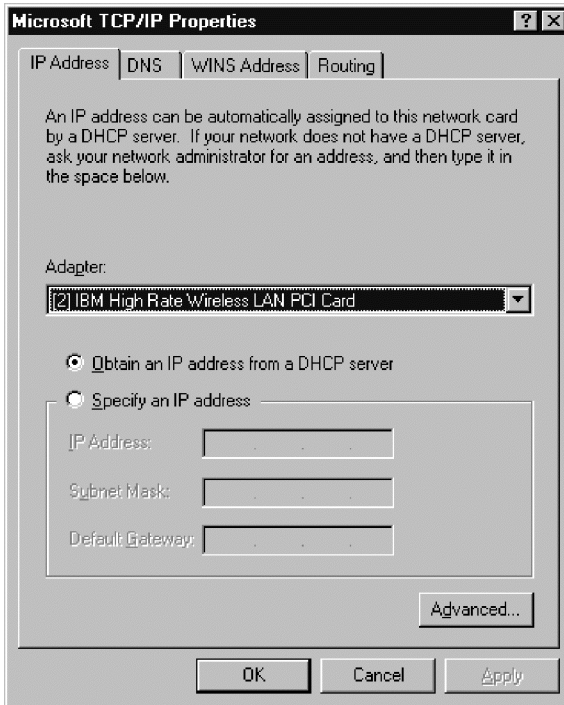 Microsoft TCP/IP Properties
IP Address DNS WINS Address Routing
An IP address can be automatically assigned to this network card
by a DHCP server. If your network does not have a DHCP server,
ask your network administrator for an address, and then type it in
the space below.
Adapter:
[2] IBM High Rate Wireless LAN PCI Card
Obtain an IP address from a DHCP server
Specify an IP address
IP Address:
Subnet Mask:
Default Gateway:
Advanced...
OK Cancel Apply